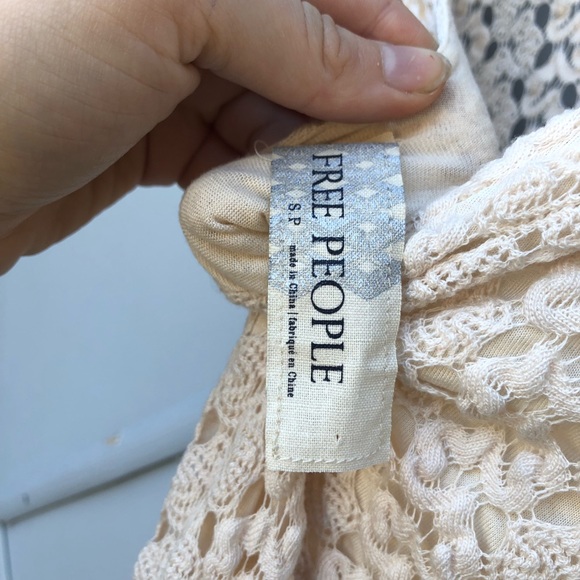 FREE PEOPLE
S.P
made in China | fabriqué en Chine